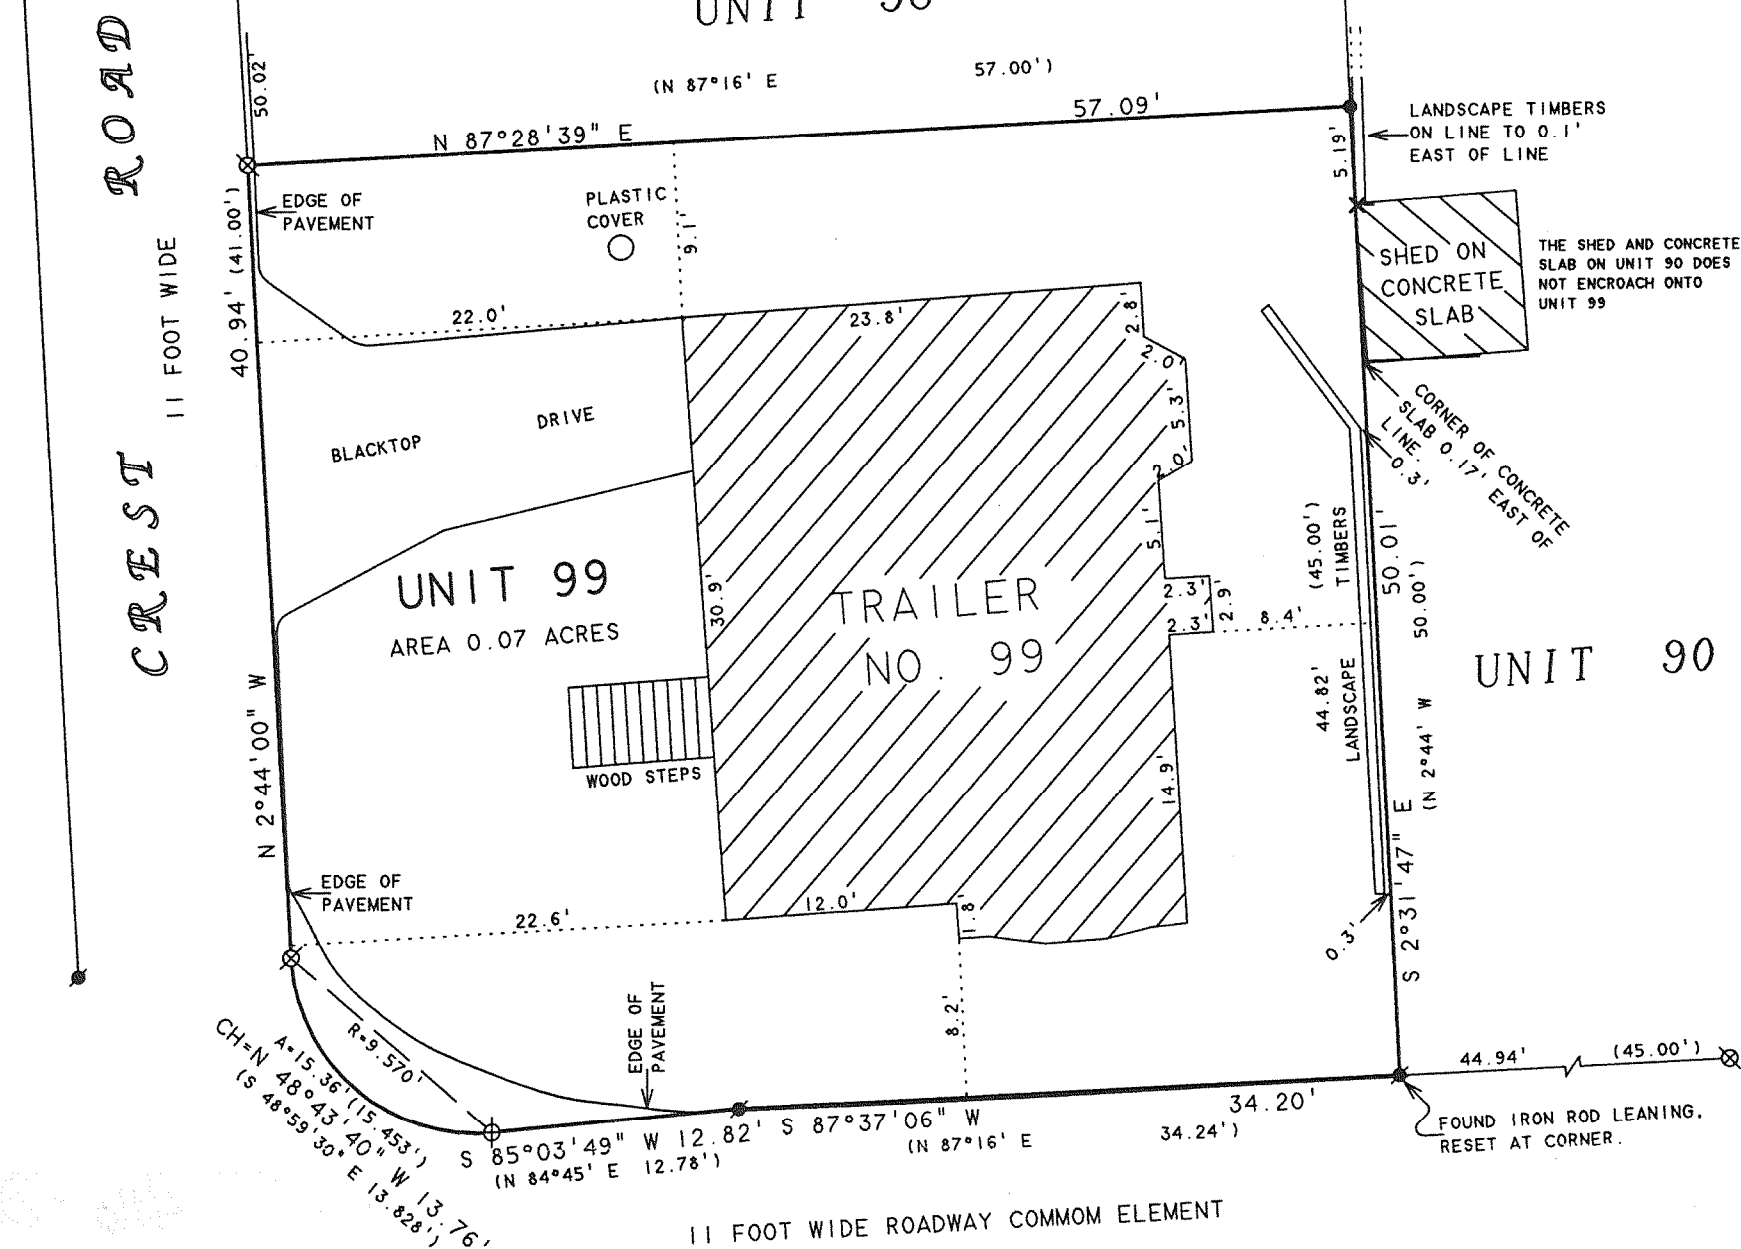 UNIT
(N 87°16' E 57.00')
N 87°28'39" E 57.09'
50.02'
CREST ROAD
11 FOOT WIDE
EDGE OF
PAVEMENT
PLASTIC
COVER
9.1'
5.19'
LANDSCAPE TIMBERS
ON LINE TO 0.1'
EAST OF LINE
SHED ON
CONCRETE
SLAB
THE SHED AND CONCRETE
SLAB ON UNIT 90 DOES
NOT ENCROACH ONTO
UNIT 99
N 2°44'00" W 40.94' (41.00')
22.0'
23.8'
2.8'
2.0'
5.3'
2.0'
5.1'
2.3'
2.9'
2.3'
8.4'
14.9'
BLACKTOP DRIVE
CORNER OF CONCRETE
SLAB 0.17' EAST OF
LINE.
0.3'
UNIT 99
AREA 0.07 ACRES
30.9'
TRAILER
NO. 99
WOOD STEPS
44.82' (45.00')
LANDSCAPE TIMBERS
S 2°31'47" E 50.01'
(N 2°44' W 50.00')
UNIT 90
EDGE OF
PAVEMENT
22.6'
12.0'
1.8'
8.2'
0.3'
EDGE OF
PAVEMENT
R=9.570'
A=15.36' (15.453')
CH=N 48°43'40" W 13.76'
(S 48°59'30" E 13.828')
S 85°03'49" W 12.82'
(N 84°45' E 12.78')
S 87°37'06" W 34.20'
(N 87°16' E 34.24')
44.94' (45.00')
FOUND IRON ROD LEANING.
RESET AT CORNER.
11 FOOT WIDE ROADWAY COMMOM ELEMENT